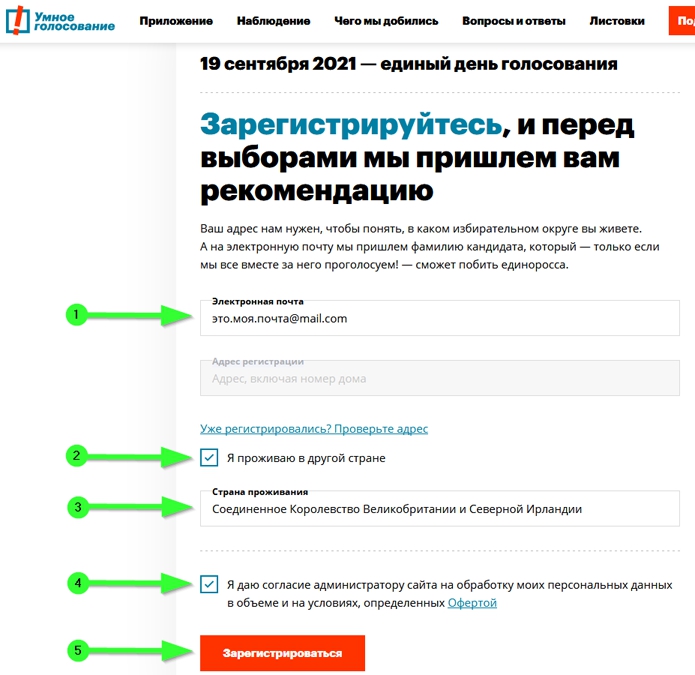 Умное
голосование
Приложение Наблюдение Чего мы добились Вопросы и ответы Листовки
19 сентября 2021 — единый день голосования
Зарегистрируйтесь, и перед
выборами мы пришлем вам
рекомендацию
Ваш адрес нам нужен, чтобы понять, в каком избирательном округе вы живете.
А на электронную почту мы пришлем фамилию кандидата, который — только если
мы все вместе за него проголосуем! — сможет побить единоросса.
Электронная почта
1 это.моя.почта@mail.com
Адрес регистрации
Адрес, включая номер дома
Уже регистрировались? Проверьте адрес
2 Я проживаю в другой стране
Страна проживания
3 Соединенное Королевство Великобритании и Северной Ирландии
4 Я даю согласие администратору сайта на обработку моих персональных данных
в объеме и на условиях, определенных Офертой
5 Зарегистрироваться